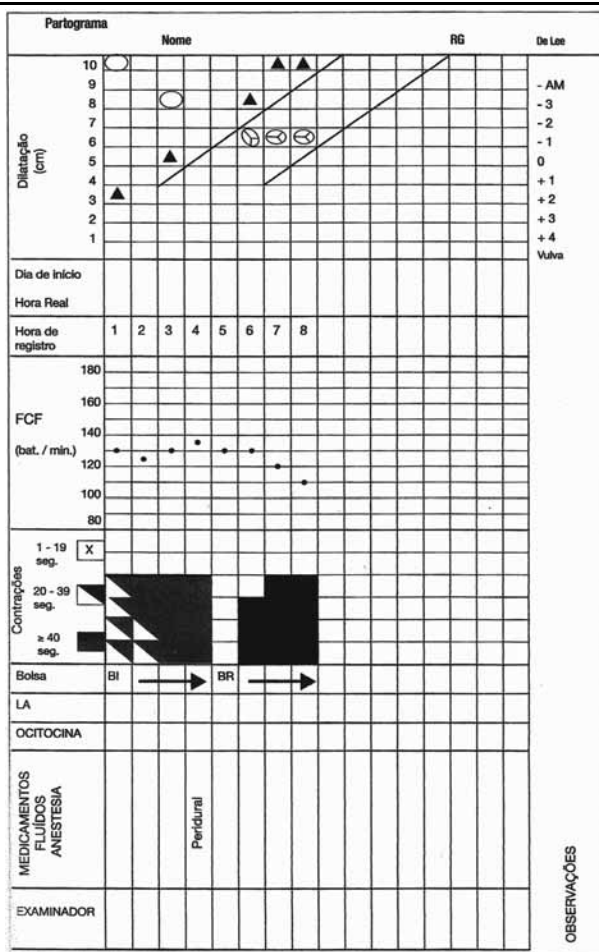 Partograma
Nome RG De Lee
Dilatação
(cm)
10
9 - AM
8 - 3
7 - 2
6 - 1
5 0
4 + 1
3 + 2
2 + 3
1 + 4
Vulva
Dia de início
Hora Real
Hora de
registro
1 2 3 4 5 6 7 8
FCF
(bat. / min.)
180
160
140
120
100
80
Contrações
1 - 19
seg.
X
20 - 39
seg.
≥ 40
seg.
Bolsa BI BR
LA
OCITOCINA
MEDICAMENTOS
FLUÍDOS
ANESTESIA
Peridural
EXAMINADOR
OBSERVAÇÕES